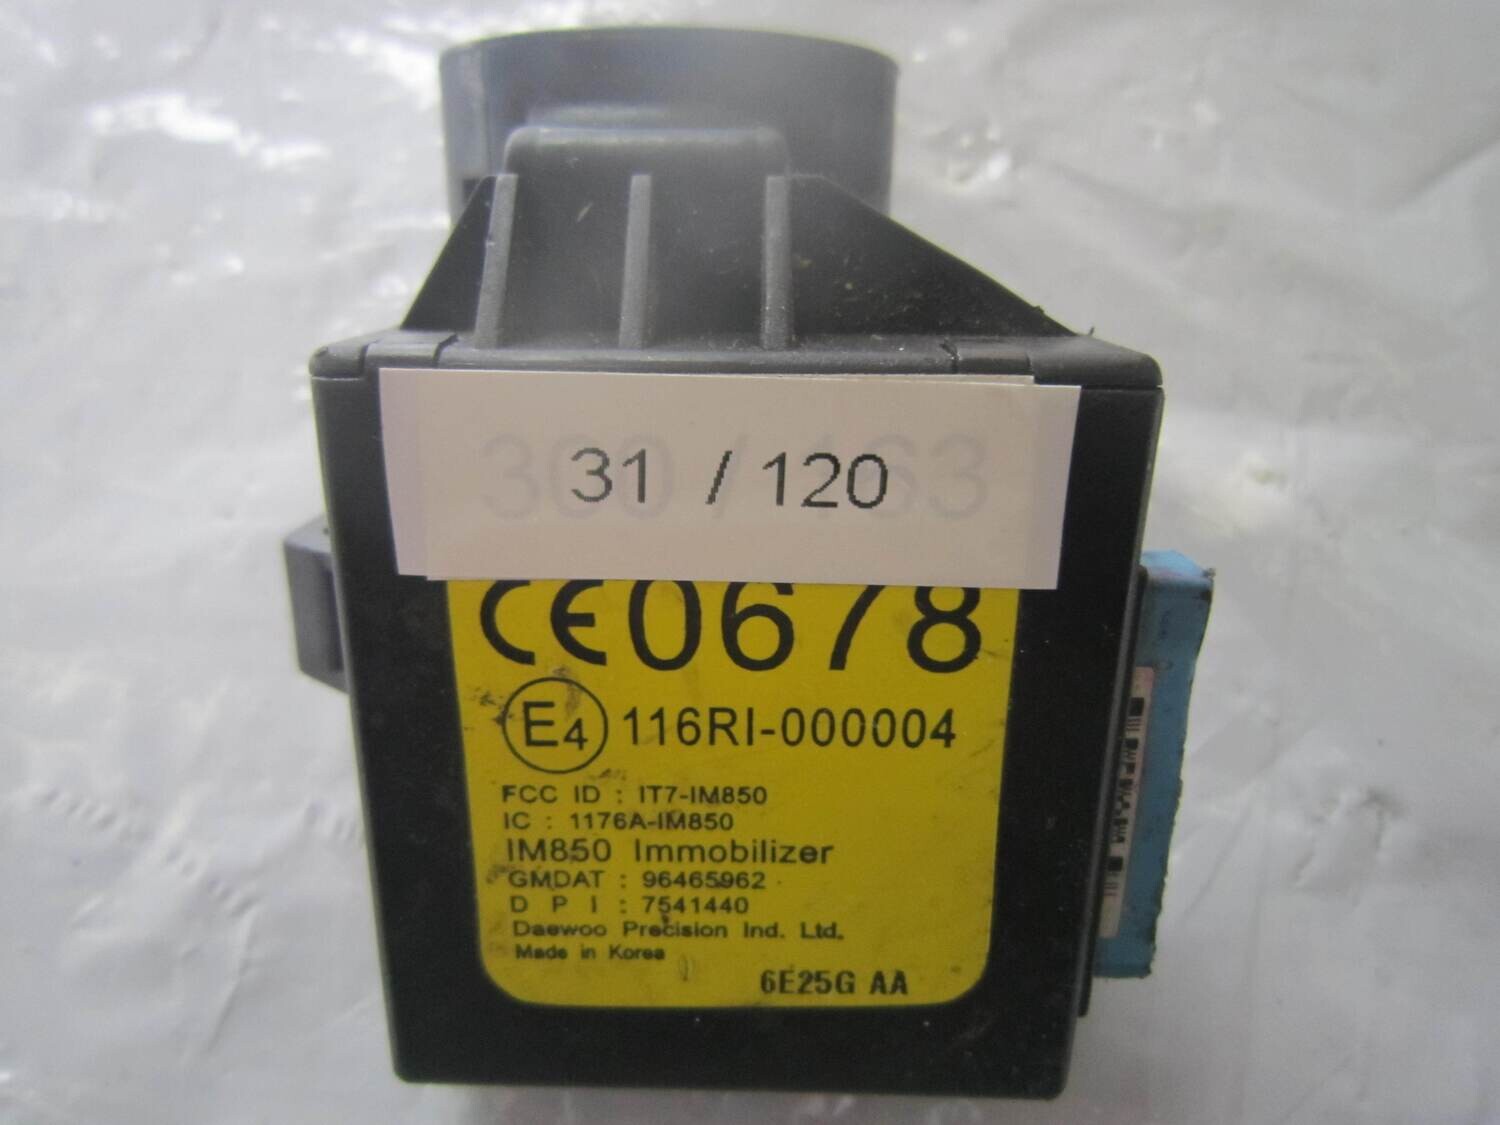 31 / 120
CE0678
E4 116RI-000004
FCC ID : IT7-IM850
IC : 1176A-IM850
IM850 Immobilizer
GMDAT : 96465962
D P I : 7541440
Daewoo Precision Ind. Ltd.
Made in Korea
6E25G AA